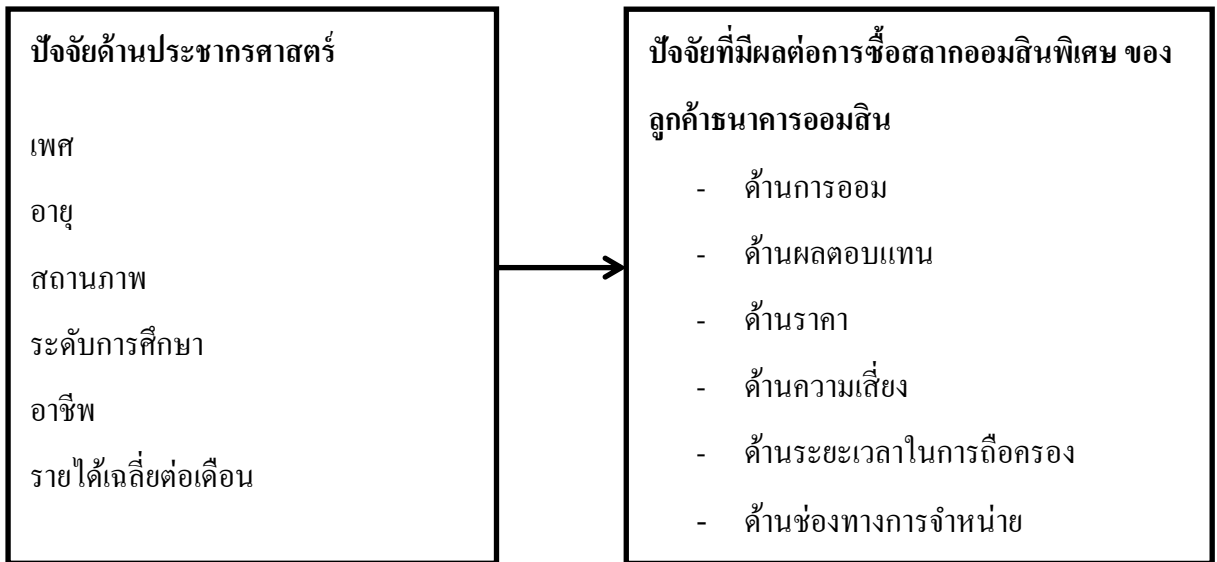 ปัจจัยด้านประชากรศาสตร์
เพศ
อายุ
สถานภาพ
ระดับการศึกษา
อาชีพ
รายได้เฉลี่ยต่อเดือน
ปัจจัยที่มีผลต่อการซื้อสลากออมสินพิเศษ ของ
ลูกค้าธนาคารออมสิน
- ด้านการออม
- ด้านผลตอบแทน
- ด้านราคา
- ด้านความเสี่ยง
- ด้านระยะเวลาในการถือครอง
- ด้านช่องทางการจำหน่าย